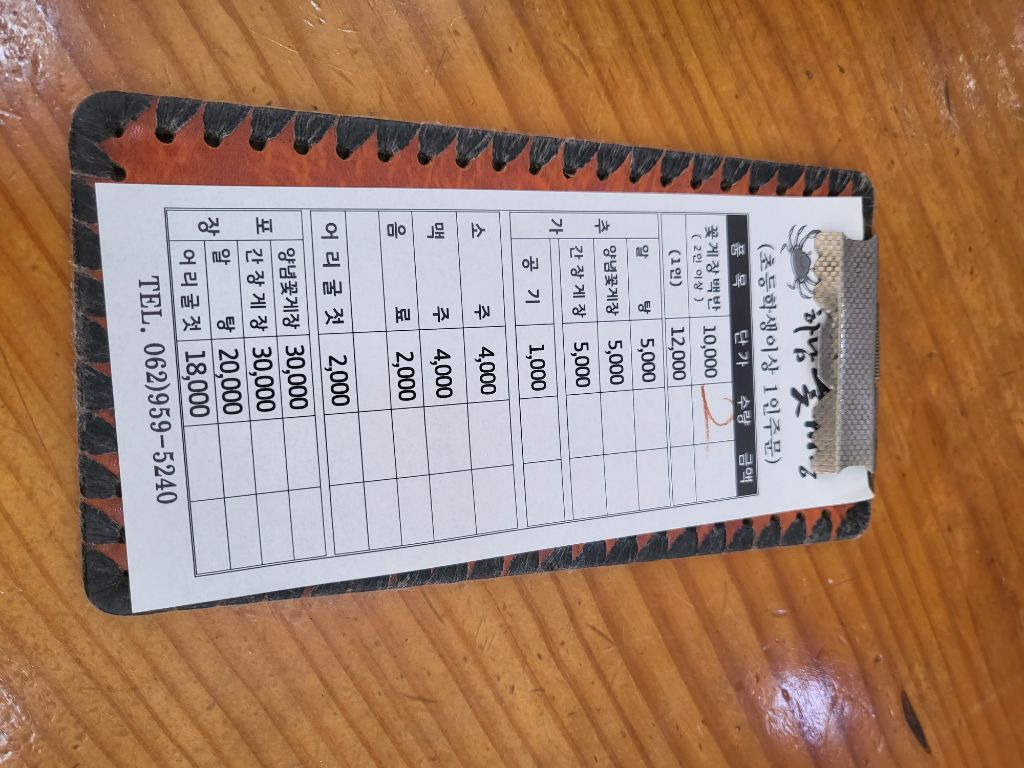 하남꽃게장
(초등학생이상 1인주문)
품 목 단 가 수량 금액
꽃게장백반 (2인 이상) 10,000 2
(1인) 12,000
추가
알 탕 5,000
양념꽃게장 5,000
간장게장 5,000
공 기 1,000
소 주 4,000
맥 주 4,000
음 료 2,000
어리굴젓 2,000
포장
양념꽃게장 30,000
간장게장 30,000
알 탕 20,000
어리굴젓 18,000
TEL. 062)959-5240